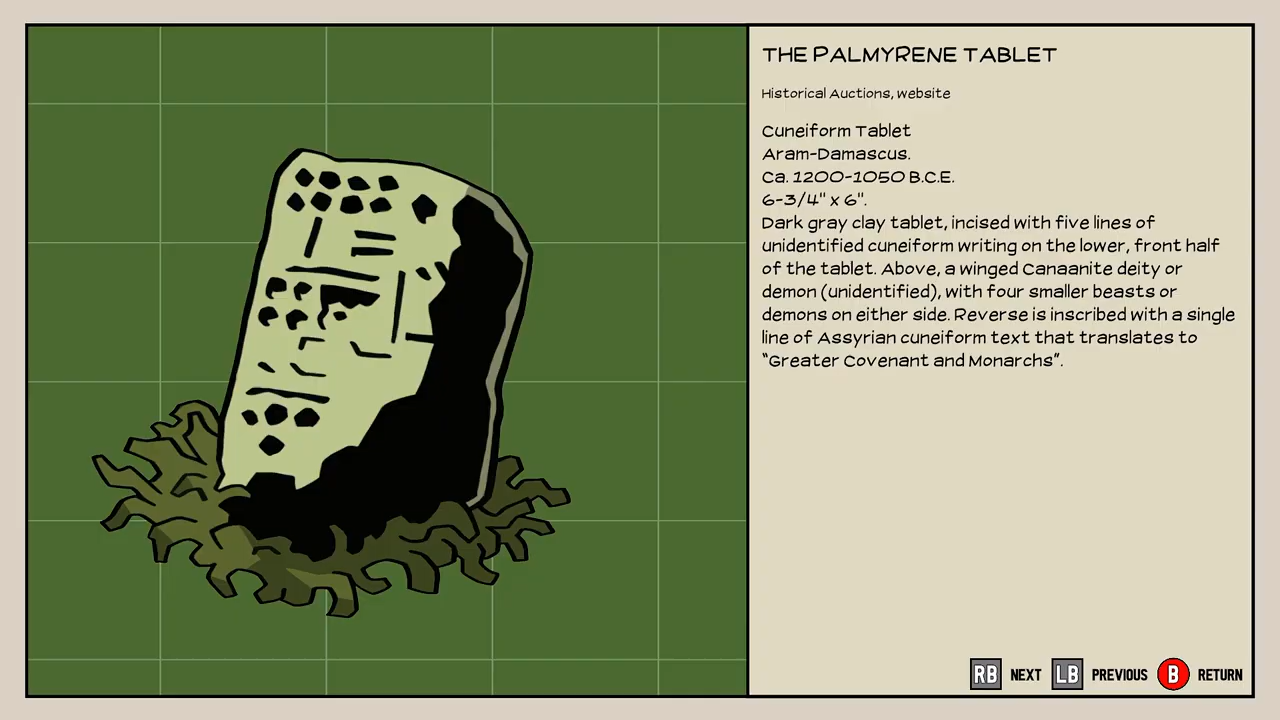 THE PALMYRENE TABLET
Historical Auctions, website
Cuneiform Tablet
Aram-Damascus.
Ca. 1200-1050 B.C.E.
6-3/4" x 6".
Dark gray clay tablet, incised with five lines of
unidentified cuneiform writing on the lower, front half
of the tablet. Above, a winged Canaanite deity or
demon (unidentified), with four smaller beasts or
demons on either side. Reverse is inscribed with a single
line of Assyrian cuneiform text that translates to
“Greater Covenant and Monarchs”.
RB NEXT LB PREVIOUS B RETURN